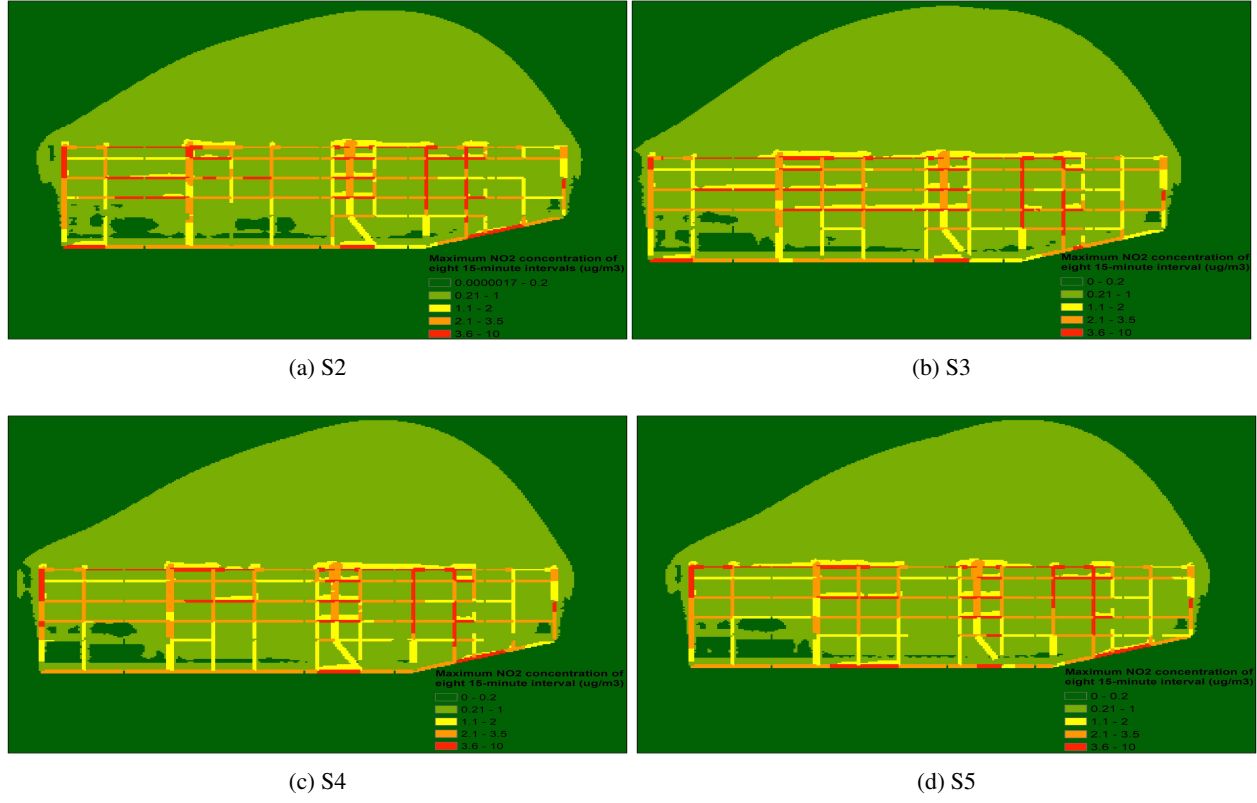 Maximum NO2 concentration of
eight 15-minute intervals (ug/m3)
0.0000017 - 0.2
0.21 - 1
1.1 - 2
2.1 - 3.5
3.6 - 10
(a) S2
Maximum NO2 concentration of
eight 15-minute interval (ug/m3)
0 - 0.2
0.21 - 1
1.1 - 2
2.1 - 3.5
3.6 - 10
(b) S3
Maximum NO2 concentration of
eight 15-minute interval (ug/m3)
0 - 0.2
0.21 - 1
1.1 - 2
2.1 - 3.5
3.6 - 10
(c) S4
Maximum NO2 concentration of
eight 15-minute interval (ug/m3)
0 - 0.2
0.21 - 1
1.1 - 2
2.1 - 3.5
3.6 - 10
(d) S5